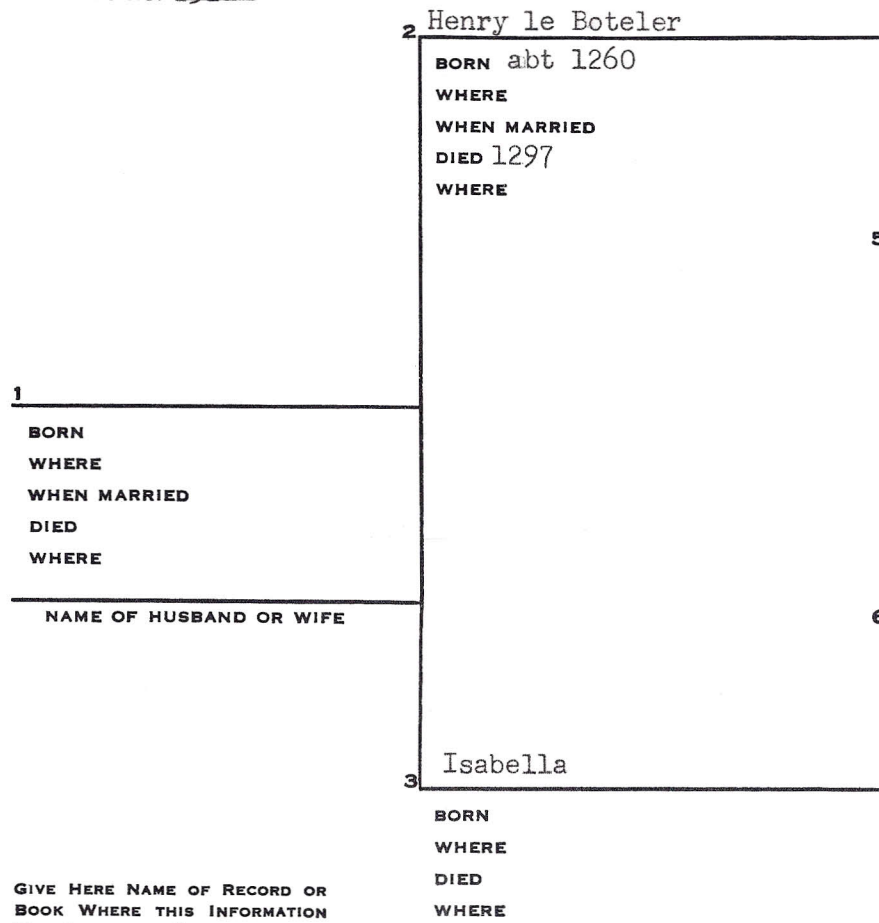 2 Henry le Boteler
BORN abt 1260
WHERE
WHEN MARRIED
DIED 1297
WHERE
5
1
BORN
WHERE
WHEN MARRIED
DIED
WHERE
NAME OF HUSBAND OR WIFE
6
3 Isabella
BORN
WHERE
DIED
WHERE
GIVE HERE NAME OF RECORD OR
BOOK WHERE THIS INFORMATION